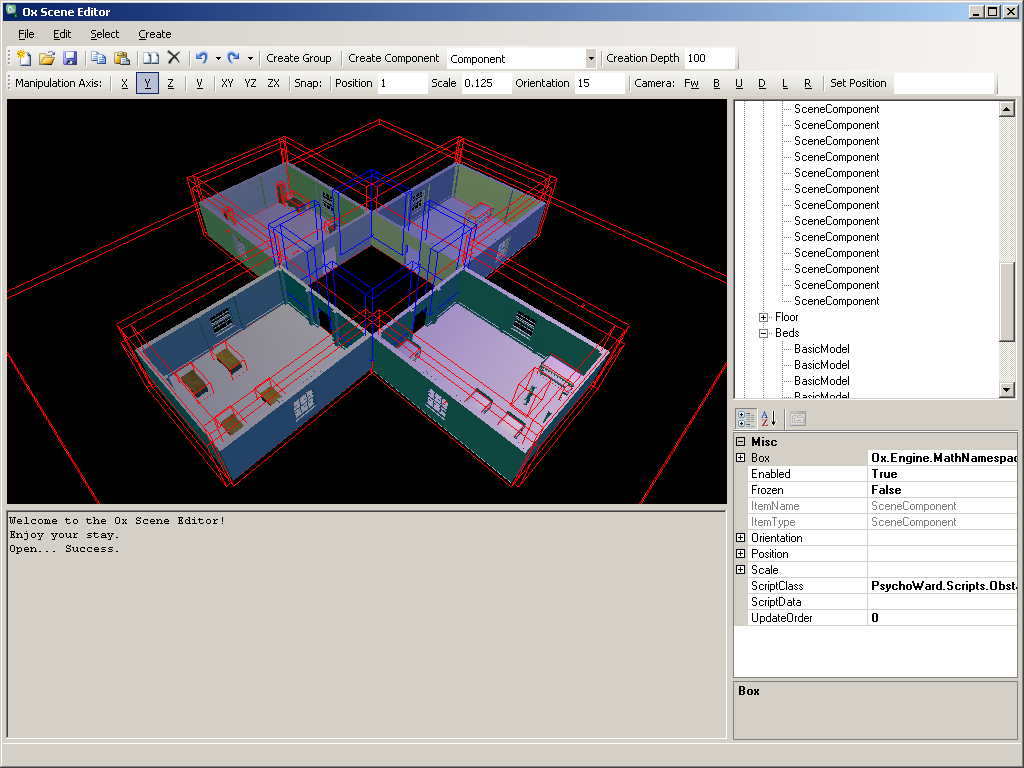 Ox Scene Editor
File Edit Select Create
Create Group Create Component Component Creation Depth 100
Manipulation Axis: X Y Z Y XY YZ ZX Snap: Position 1 Scale 0.125 Orientation 15 Camera: Fw B U D L R Set Position
SceneComponent
SceneComponent
SceneComponent
SceneComponent
SceneComponent
SceneComponent
SceneComponent
SceneComponent
SceneComponent
SceneComponent
SceneComponent
SceneComponent
SceneComponent
Floor
Beds
BasicModel
BasicModel
BasicModel
BasicModel
Misc
Box Ox.Engine.MathNamespac
Enabled True
Frozen False
ItemName SceneComponent
ItemType SceneComponent
Orientation
Position
Scale
ScriptClass PsychoWard.Scripts.Obst
ScriptData
UpdateOrder 0
Box
Welcome to the Ox Scene Editor!
Enjoy your stay.
Open... Success.